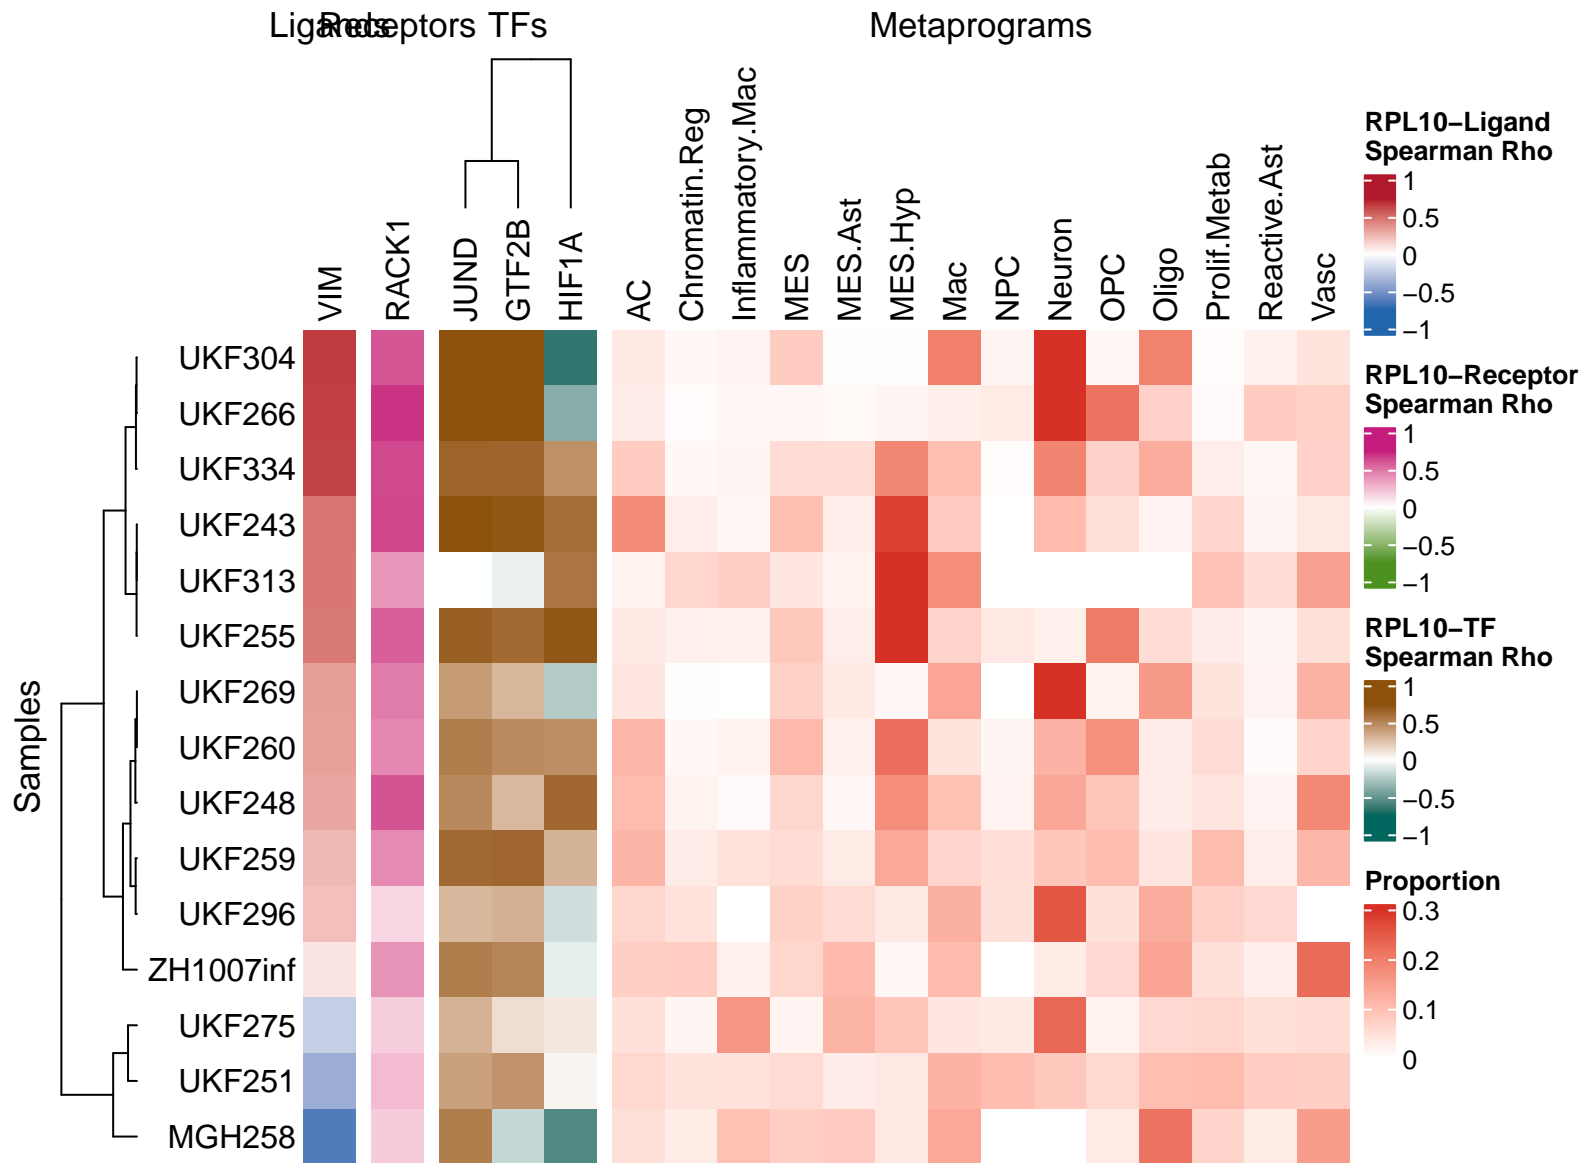 Ligands
Receptors
TFs
Metaprograms
VIM
RACK1
JUND
GTF2B
HIF1A
AC
Chromatin.Reg
Inflammatory.Mac
MES
MES.Ast
MES.Hyp
Mac
NPC
Neuron
OPC
Oligo
Prolif.Metab
Reactive.Ast
Vasc
Samples
UKF304
UKF266
UKF334
UKF243
UKF313
UKF255
UKF269
UKF260
UKF248
UKF259
UKF296
ZH1007inf
UKF275
UKF251
MGH258
RPL10−Ligand
Spearman Rho
1
0.5
0
−0.5
−1
RPL10−Receptor
Spearman Rho
1
0.5
0
−0.5
−1
RPL10−TF
Spearman Rho
1
0.5
0
−0.5
−1
Proportion
0.3
0.2
0.1
0